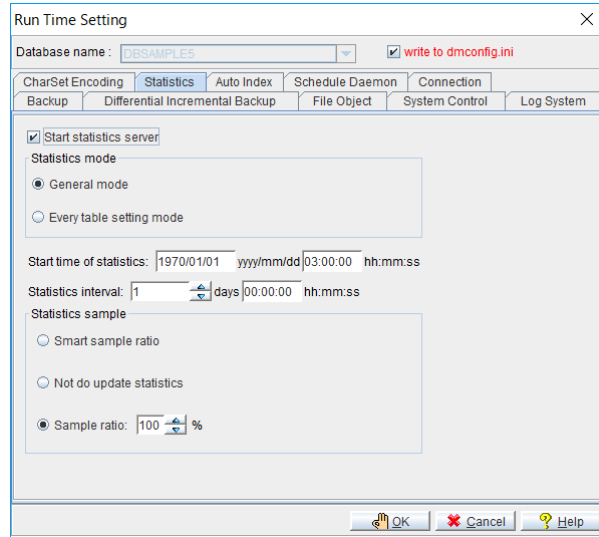 Run Time Setting
Database name : DBSAMPLE5 write to dmconfig.ini
CharSet Encoding Statistics Auto Index Schedule Daemon Connection
Backup Differential Incremental Backup File Object System Control Log System
Start statistics server
Statistics mode
General mode
Every table setting mode
Start time of statistics: 1970/01/01 yyyy/mm/dd 03:00:00 hh:mm:ss
Statistics interval: 1 days 00:00:00 hh:mm:ss
Statistics sample
Smart sample ratio
Not do update statistics
Sample ratio: 100 %
OK Cancel Help